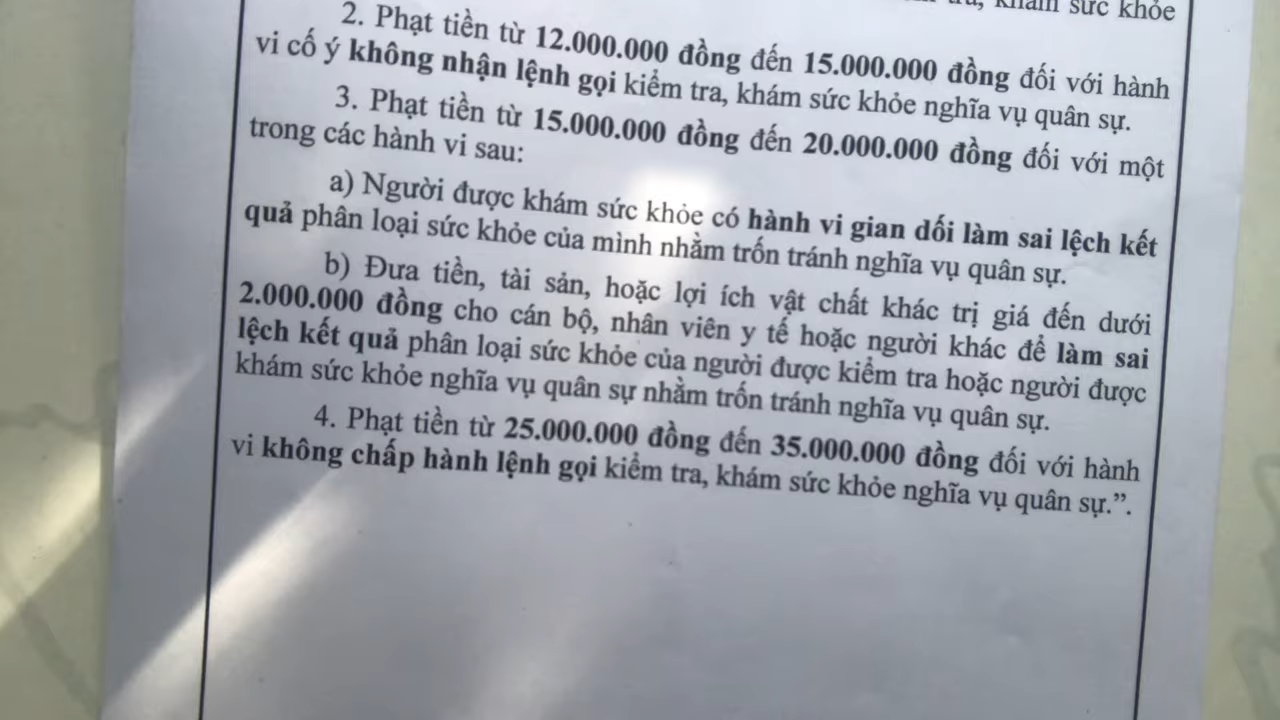 khám sức khỏe
2. Phạt tiền từ 12.000.000 đồng đến 15.000.000 đồng đối với hành
vi cố ý không nhận lệnh gọi kiểm tra, khám sức khỏe nghĩa vụ quân sự.
3. Phạt tiền từ 15.000.000 đồng đến 20.000.000 đồng đối với một
trong các hành vi sau:
a) Người được khám sức khỏe có hành vi gian dối làm sai lệch kết
quả phân loại sức khỏe của mình nhằm trốn tránh nghĩa vụ quân sự.
b) Đưa tiền, tài sản, hoặc lợi ích vật chất khác trị giá đến dưới
2.000.000 đồng cho cán bộ, nhân viên y tế hoặc người khác để làm sai
lệch kết quả phân loại sức khỏe của người được kiểm tra hoặc người được
khám sức khỏe nghĩa vụ quân sự nhằm trốn tránh nghĩa vụ quân sự.
4. Phạt tiền từ 25.000.000 đồng đến 35.000.000 đồng đối với hành
vi không chấp hành lệnh gọi kiểm tra, khám sức khỏe nghĩa vụ quân sự.”.